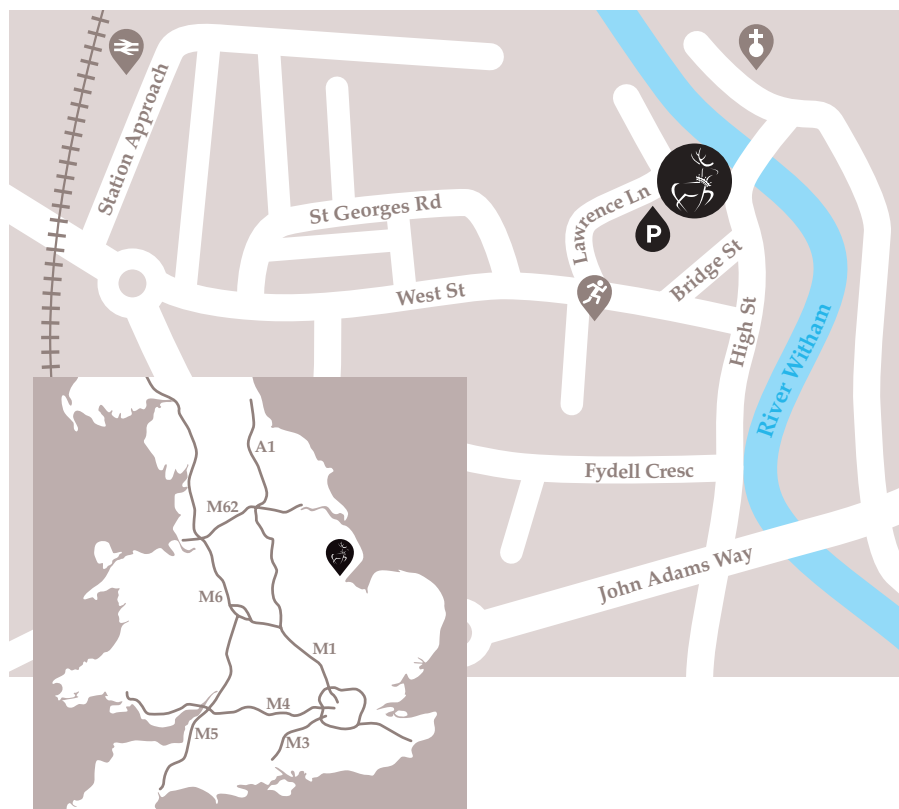 Station Approach
St Georges Rd
Lawrence Ln
P
Bridge St
West St
High St
River Witham
A1
Fydell Cresc
M62
John Adams Way
M6
M1
M4
M5
M3